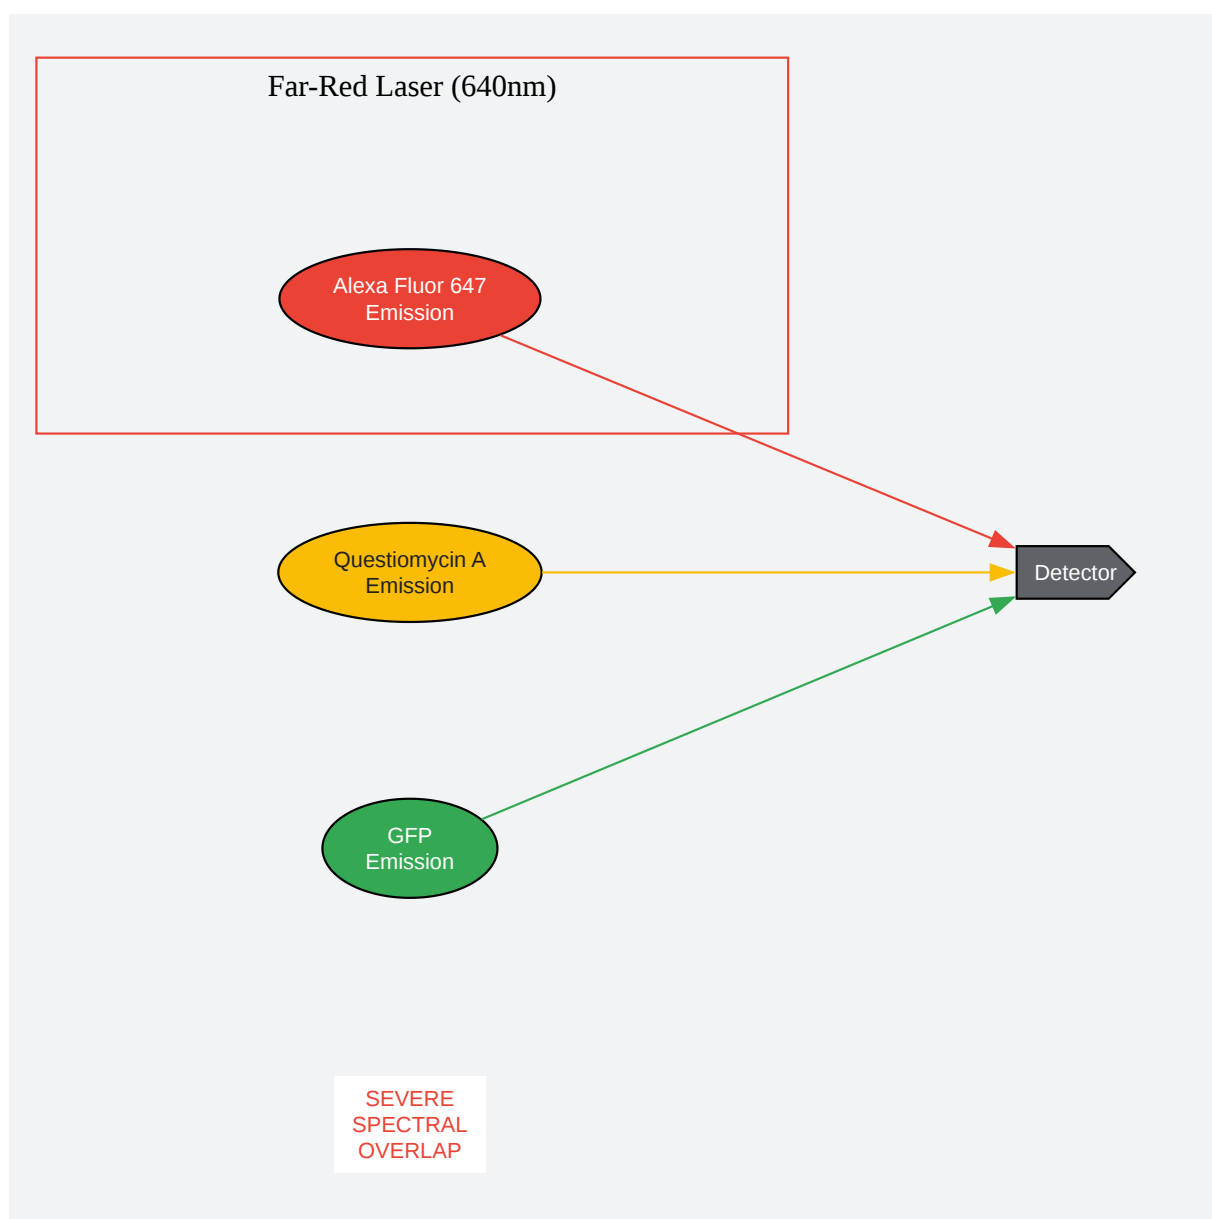 Far-Red Laser (640nm)
Alexa Fluor 647
Emission
Questiomycin A
Emission
Detector
GFP
Emission
SEVERE
SPECTRAL
OVERLAP